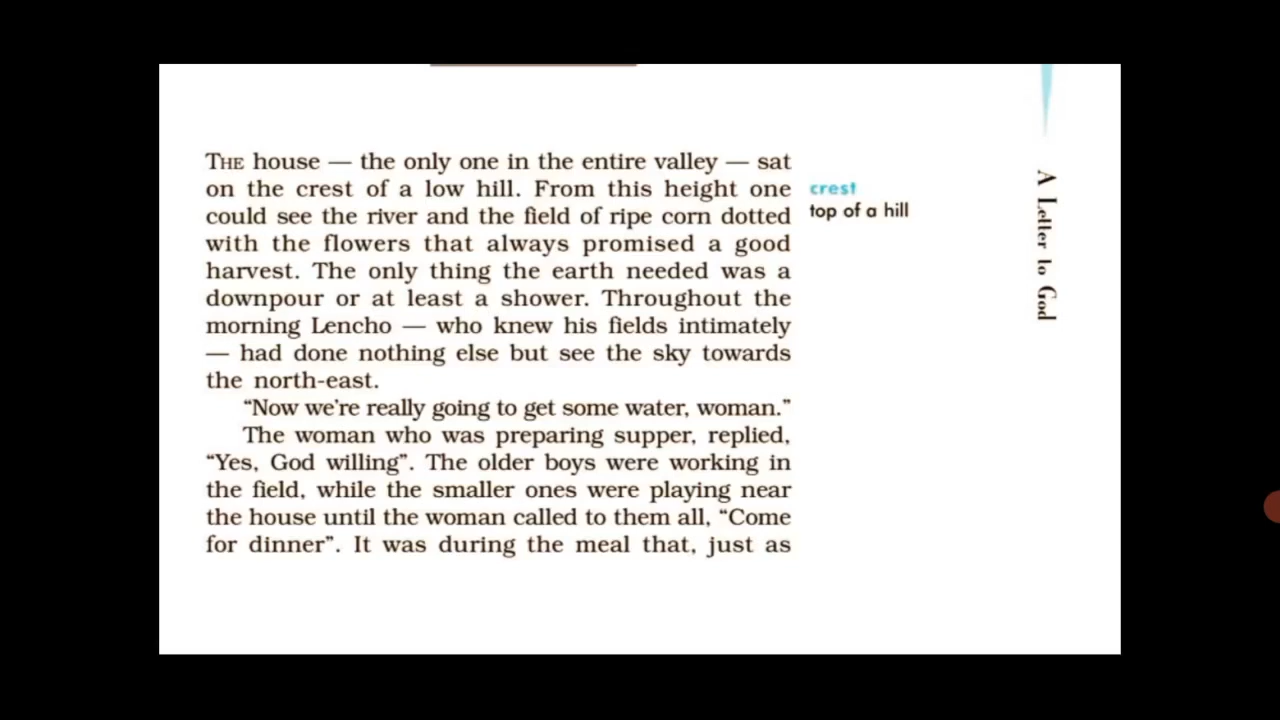 THE house — the only one in the entire valley — sat
on the crest of a low hill. From this height one
could see the river and the field of ripe corn dotted
with the flowers that always promised a good
harvest. The only thing the earth needed was a
downpour or at least a shower. Throughout the
morning Lencho — who knew his fields intimately
— had done nothing else but see the sky towards
the north-east.
“Now we’re really going to get some water, woman.”
The woman who was preparing supper, replied,
“Yes, God willing”. The older boys were working in
the field, while the smaller ones were playing near
the house until the woman called to them all, “Come
for dinner”. It was during the meal that, just as
crest
top of a hill
A Letter to God